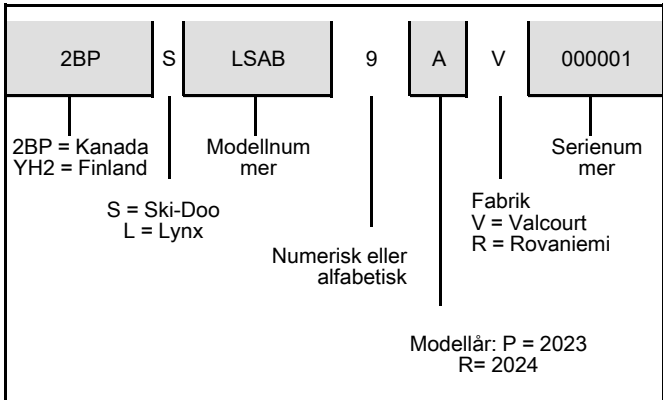 2BP S LSAB 9 A V 000001
2BP = Kanada
YH2 = Finland
Modellnum
mer
Serienum
mer
S = Ski-Doo
L = Lynx
Fabrik
V = Valcourt
R = Rovaniemi
Numerisk eller
alfabetisk
Modellår: P = 2023
R= 2024